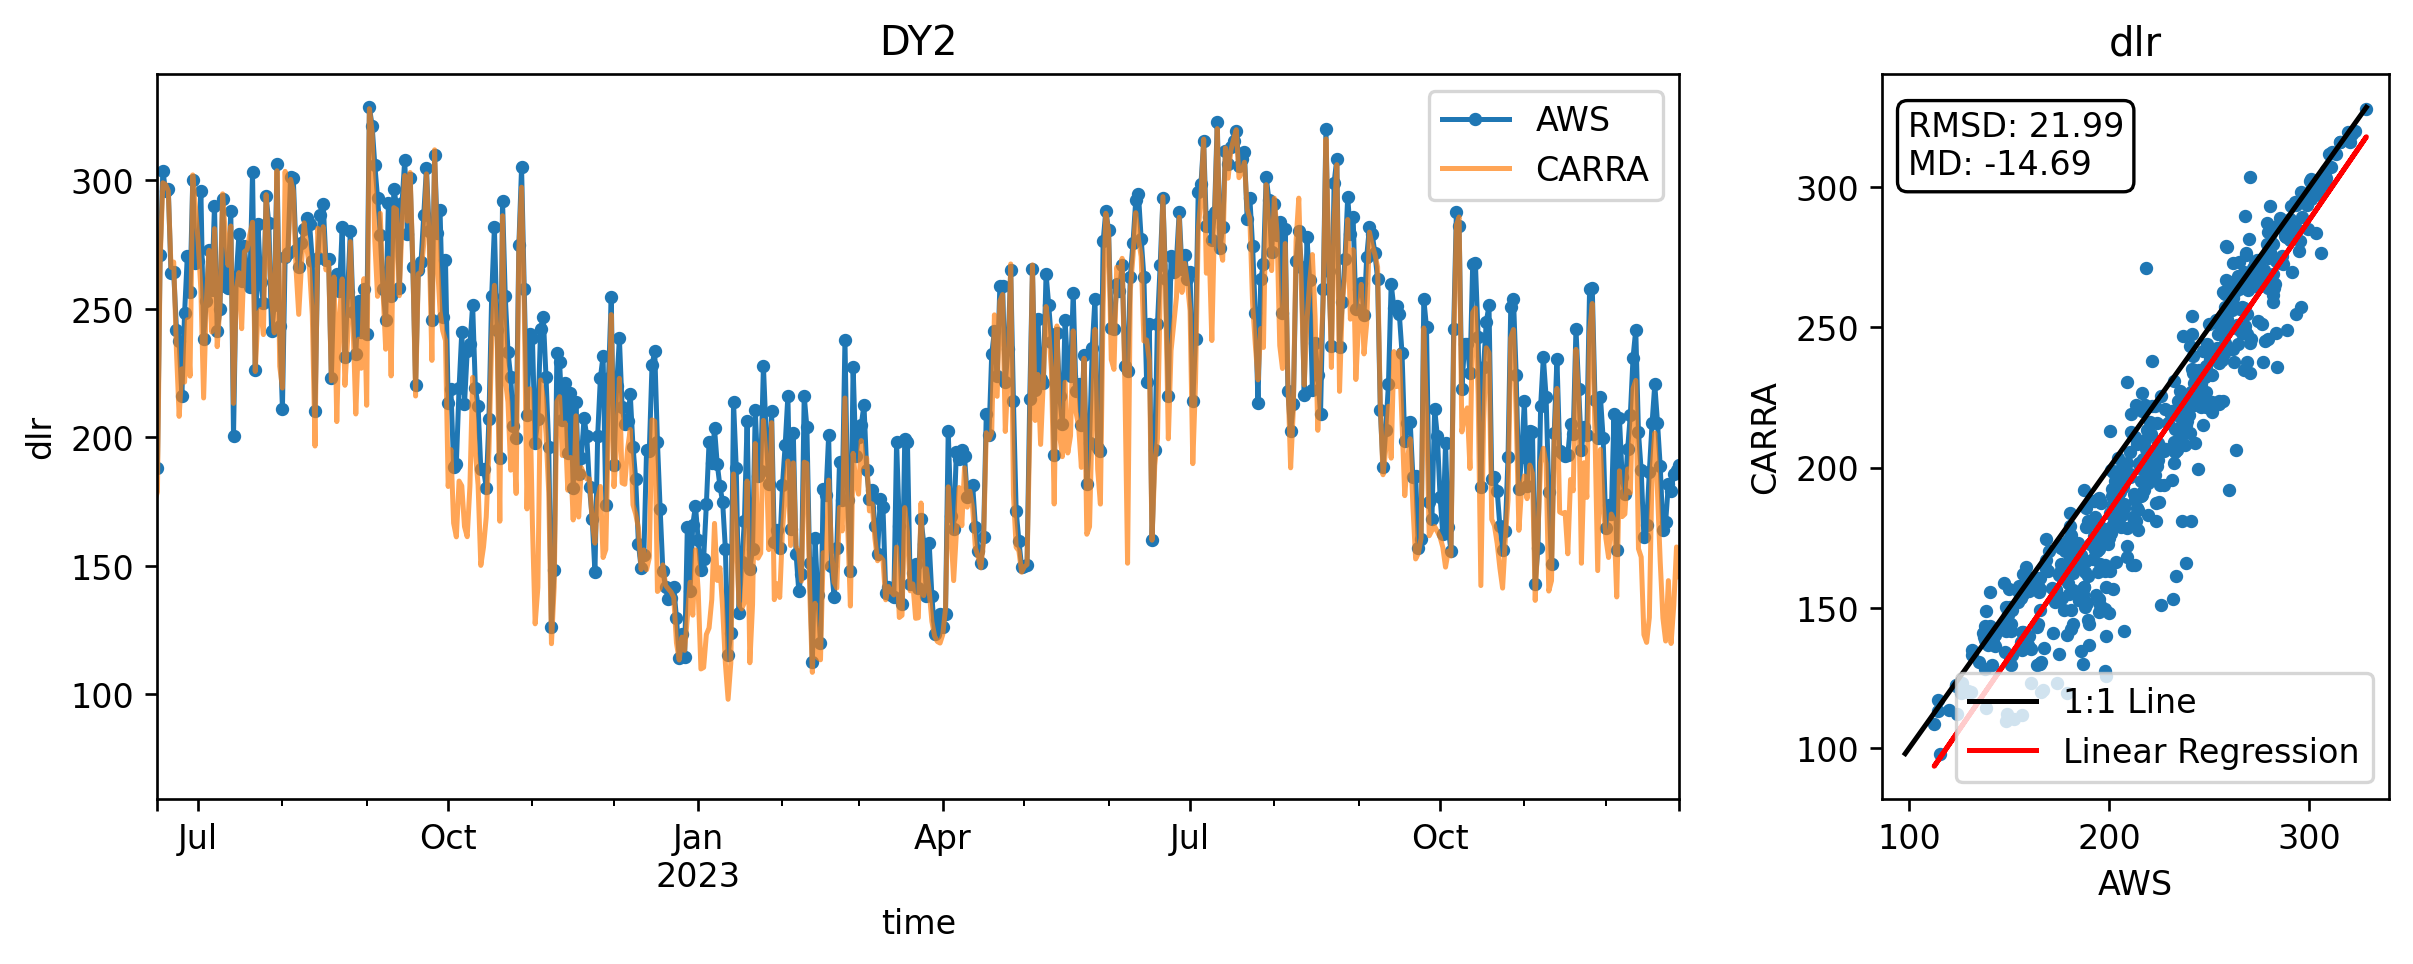 DY2
dlr
300
250
200
150
100
AWS
CARRA
Jul
Oct
Jan
2023
Apr
Jul
Oct
time
dlr
RMSD: 21.99
MD: -14.69
CARRA
300
250
200
150
100
1:1 Line
Linear Regression
100
200
300
AWS